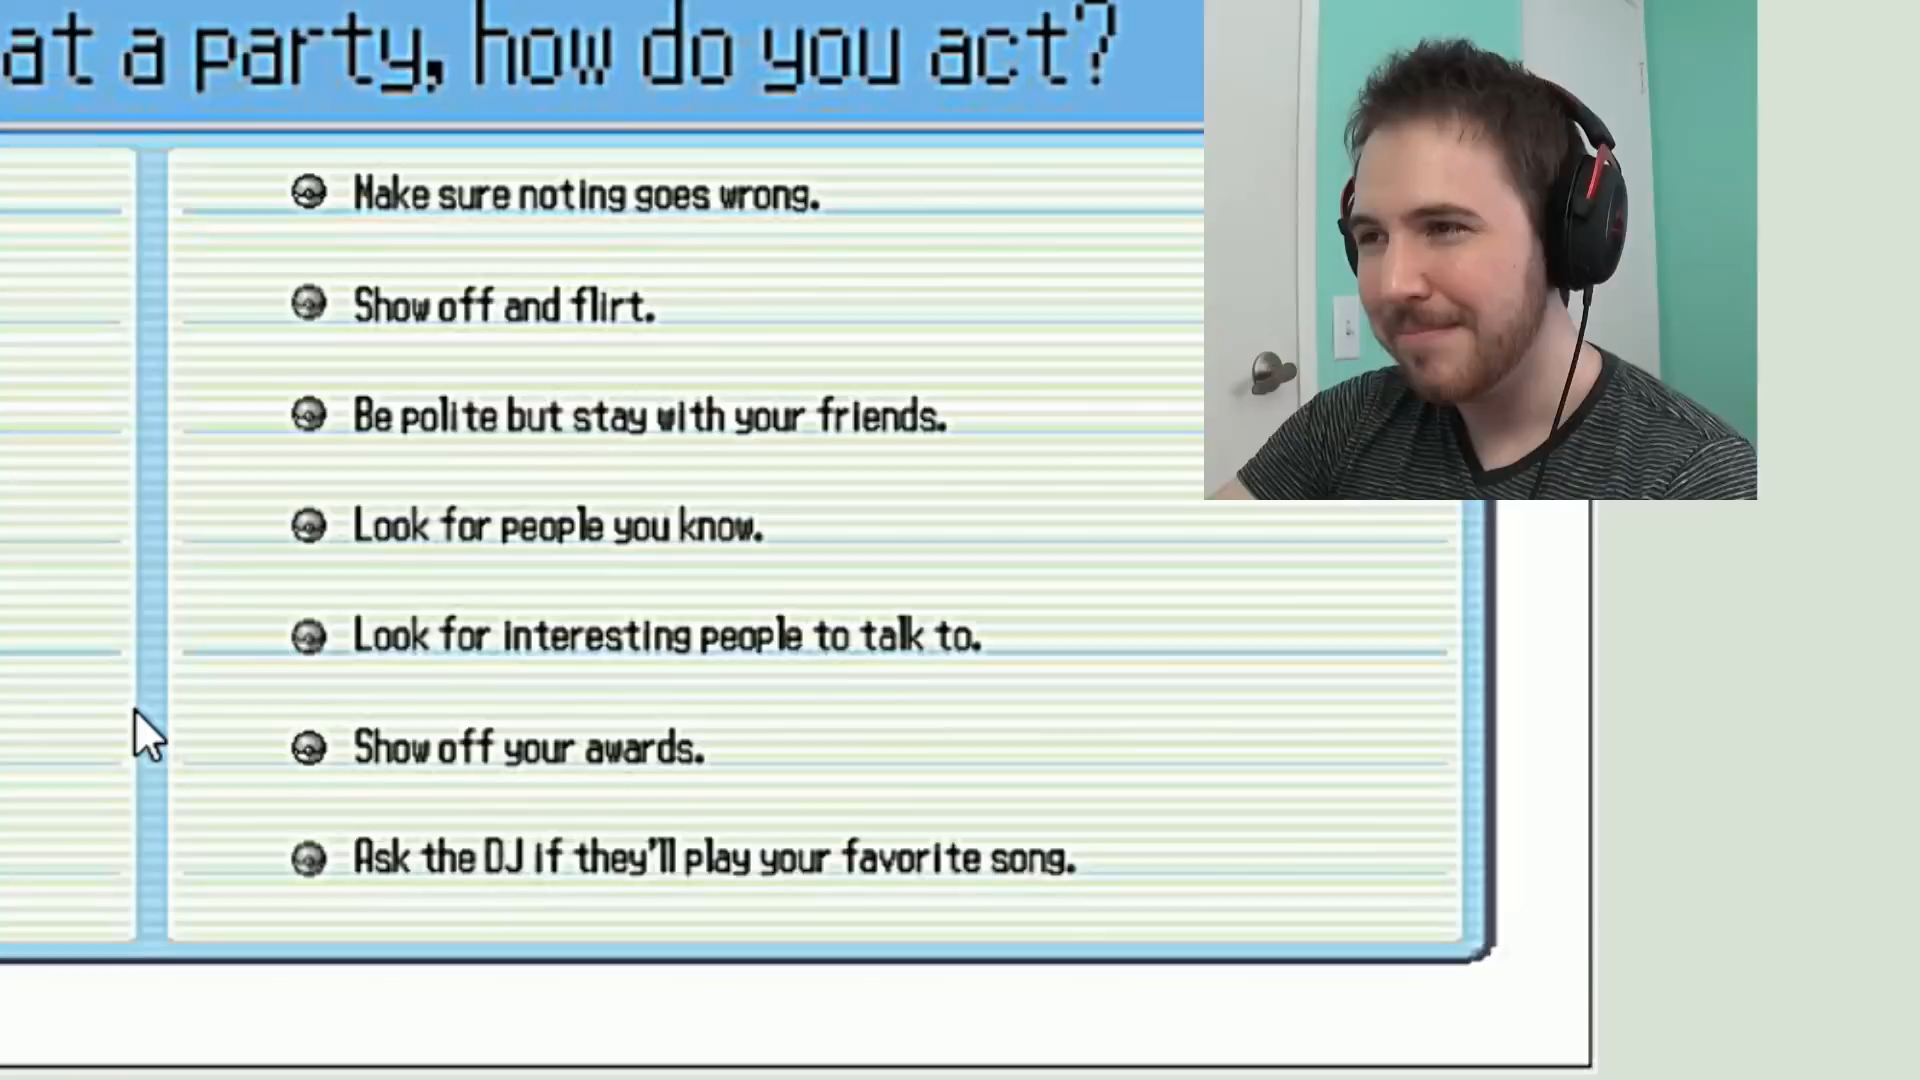 at a party, how do you act?
Make sure noting goes wrong.
Show off and flirt.
Be polite but stay with your friends.
Look for people you know.
Look for interesting people to talk to.
Show off your awards.
Ask the DJ if they'll play your favorite song.